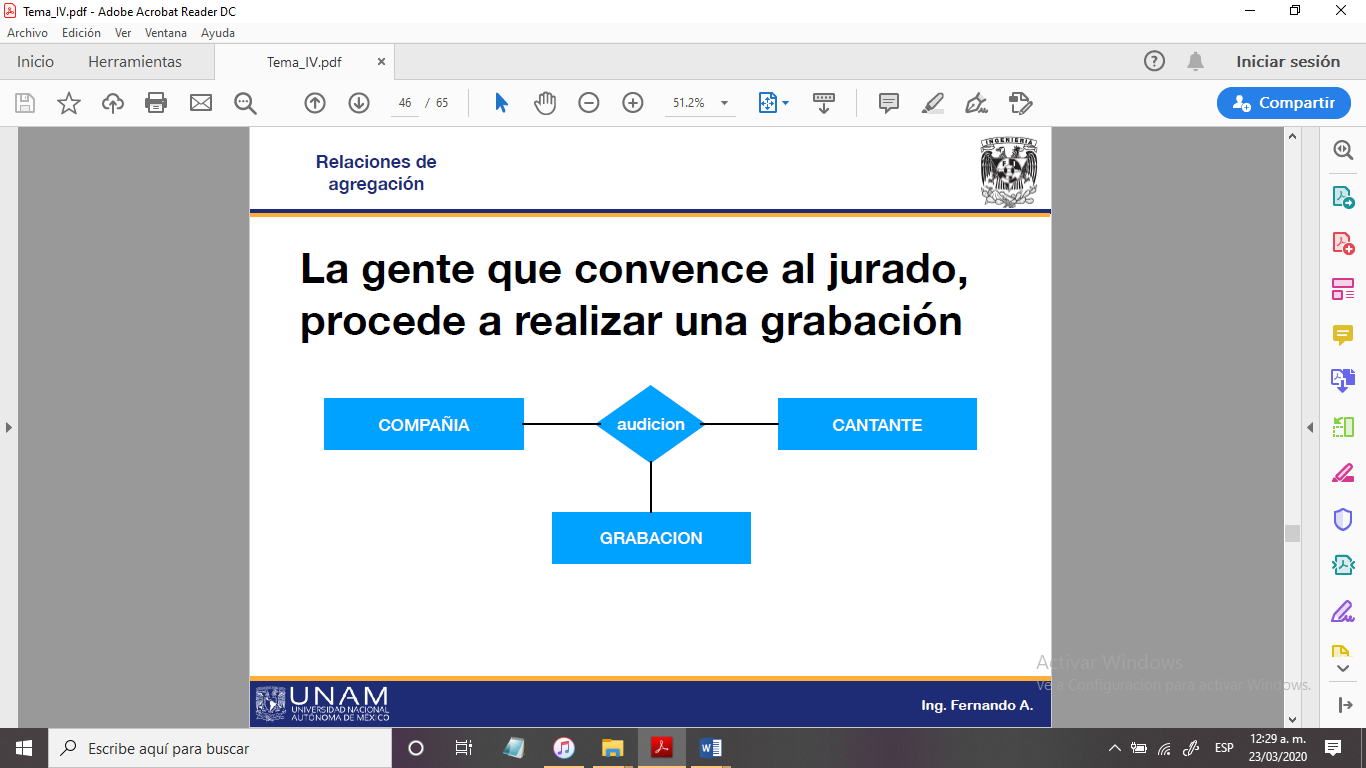 Tema_IV.pdf - Adobe Acrobat Reader DC
Archivo Edición Ver Ventana Ayuda
Inicio Herramientas Tema_IV.pdf × Iniciar sesión
46 / 65 51.2% Compartir
Relaciones de
agregación
INGENIERIA
La gente que convence al jurado,
procede a realizar una grabación
COMPAÑIA audicion CANTANTE
GRABACION
Activar Windows
Ve a Configuración para activar Windows.
UNAM
UNIVERSIDAD NACIONAL
AUTÓNOMA DE MÉXICO
Ing. Fernando A.
Escribe aquí para buscar
ESP
12:29 a. m.
23/03/2020